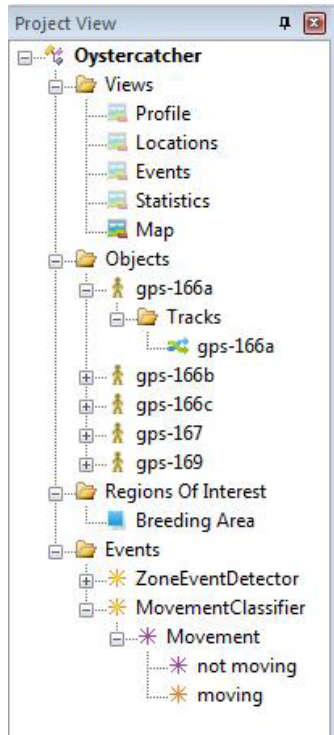 Project View
Oystercatcher
Views
Profile
Locations
Events
Statistics
Map
Objects
gps-166a
Tracks
gps-166a
gps-166b
gps-166c
gps-167
gps-169
Regions Of Interest
Breeding Area
Events
ZoneEventDetector
MovementClassifier
Movement
not moving
moving